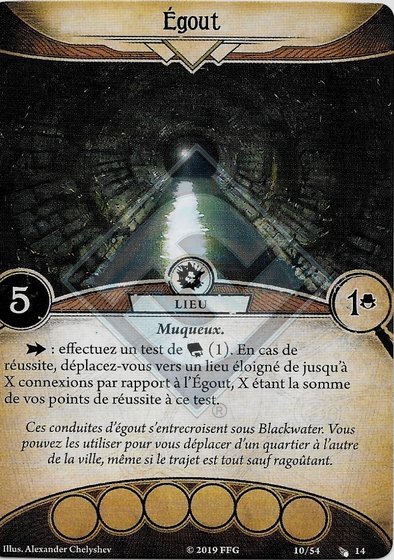 Égout
5
1
LIEU
Muqueux.
: effectuez un test de (1). En cas de
réussite, déplacez-vous vers un lieu éloigné de jusqu'à
X connexions par rapport à l'Égout, X étant la somme
de vos points de réussite à ce test.
Ces conduites d'égout s'entrecroisent sous Blackwater. Vous
pouvez les utiliser pour vous déplacer d'un quartier à l'autre
de la ville, même si le trajet est tout sauf ragoûtant.
Illus. Alexander Chelyshev © 2019 FFG 10/54 14